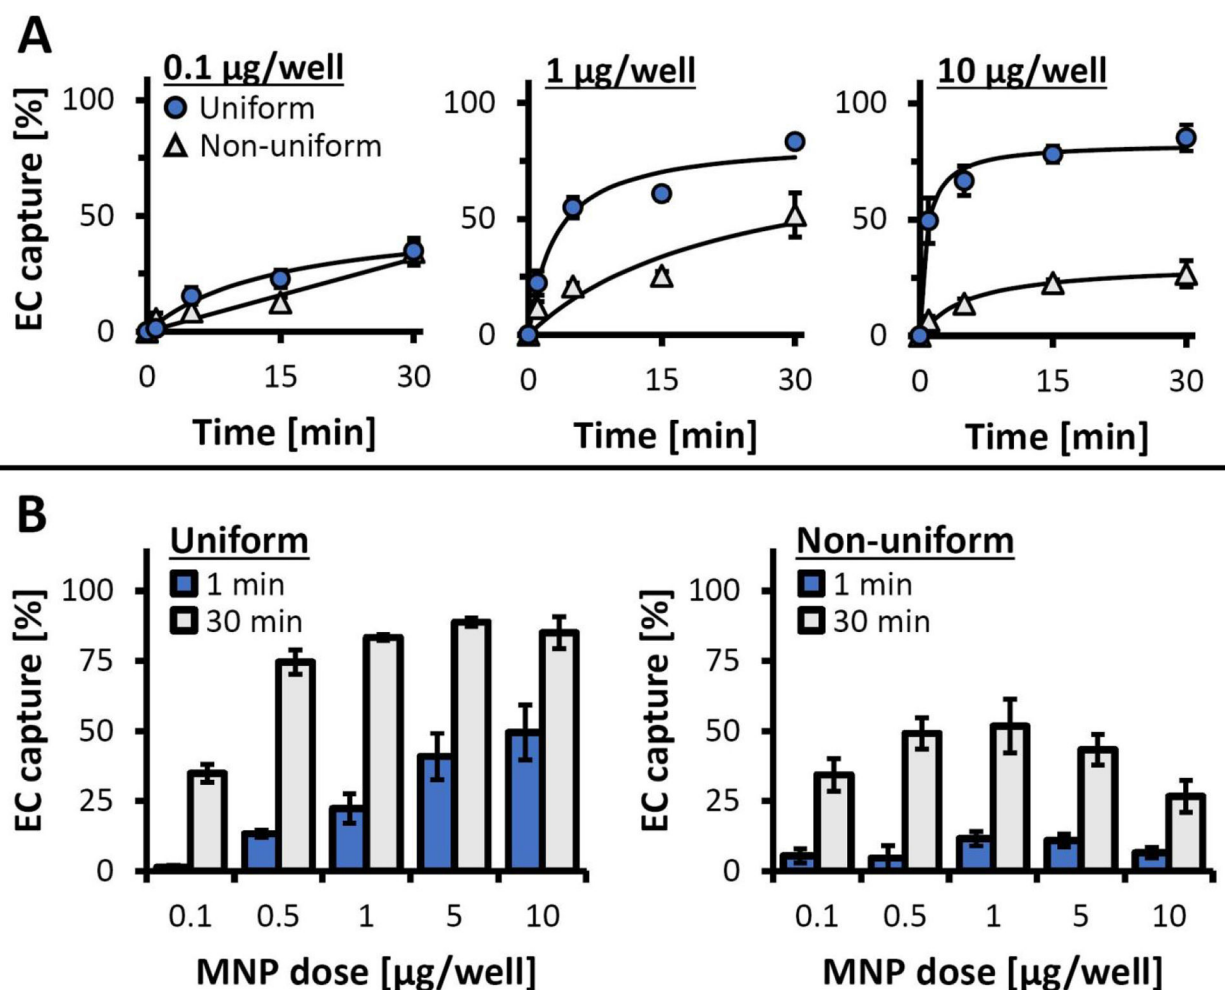 A
EC capture [%]
0.1 µg/well
Uniform
Non-uniform
100
50
0
0 15 30
Time [min]
1 µg/well
100
50
0
0 15 30
Time [min]
10 µg/well
100
50
0
0 15 30
Time [min]
B
EC capture [%]
Uniform
1 min
30 min
100
75
50
25
0
0.1 0.5 1 5 10
MNP dose [µg/well]
EC capture [%]
Non-uniform
1 min
30 min
100
75
50
25
0
0.1 0.5 1 5 10
MNP dose [µg/well]